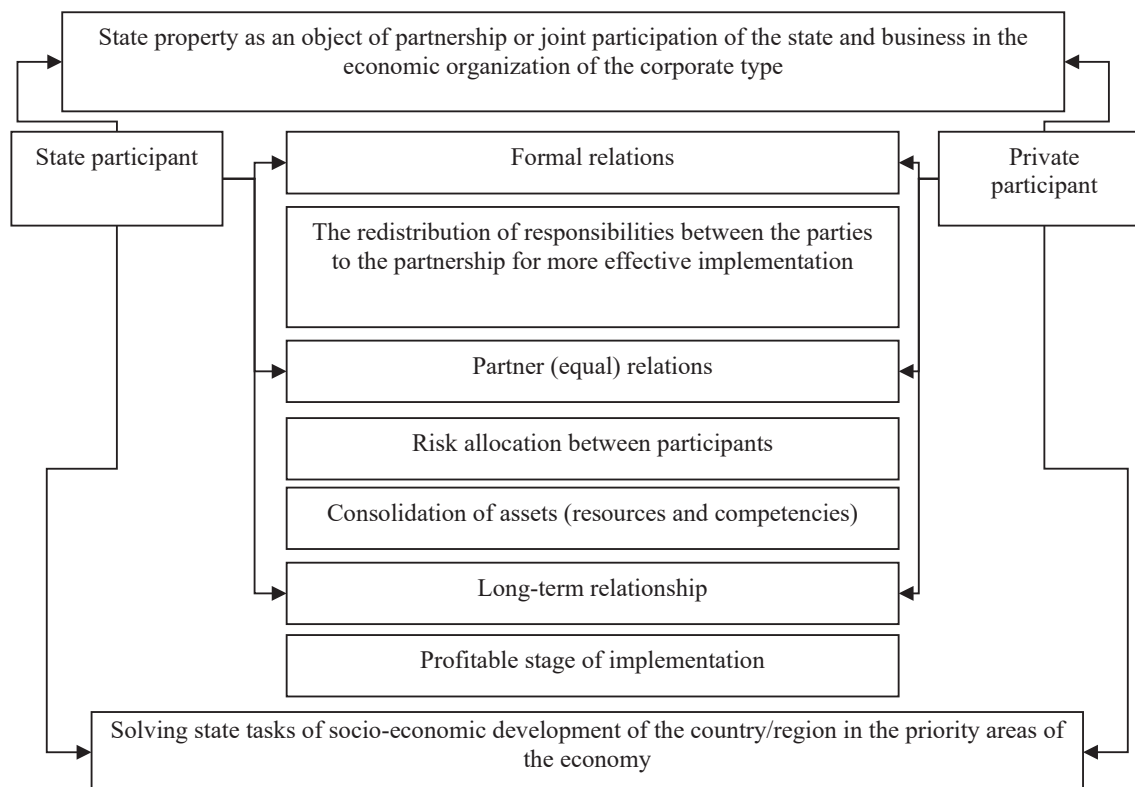 State property as an object of partnership or joint participation of the state and business in the
economic organization of the corporate type
State participant
Formal relations
Private
participant
The redistribution of responsibilities between the parties
to the partnership for more effective implementation
Partner (equal) relations
Risk allocation between participants
Consolidation of assets (resources and competencies)
Long-term relationship
Profitable stage of implementation
Solving state tasks of socio-economic development of the country/region in the priority areas of
the economy